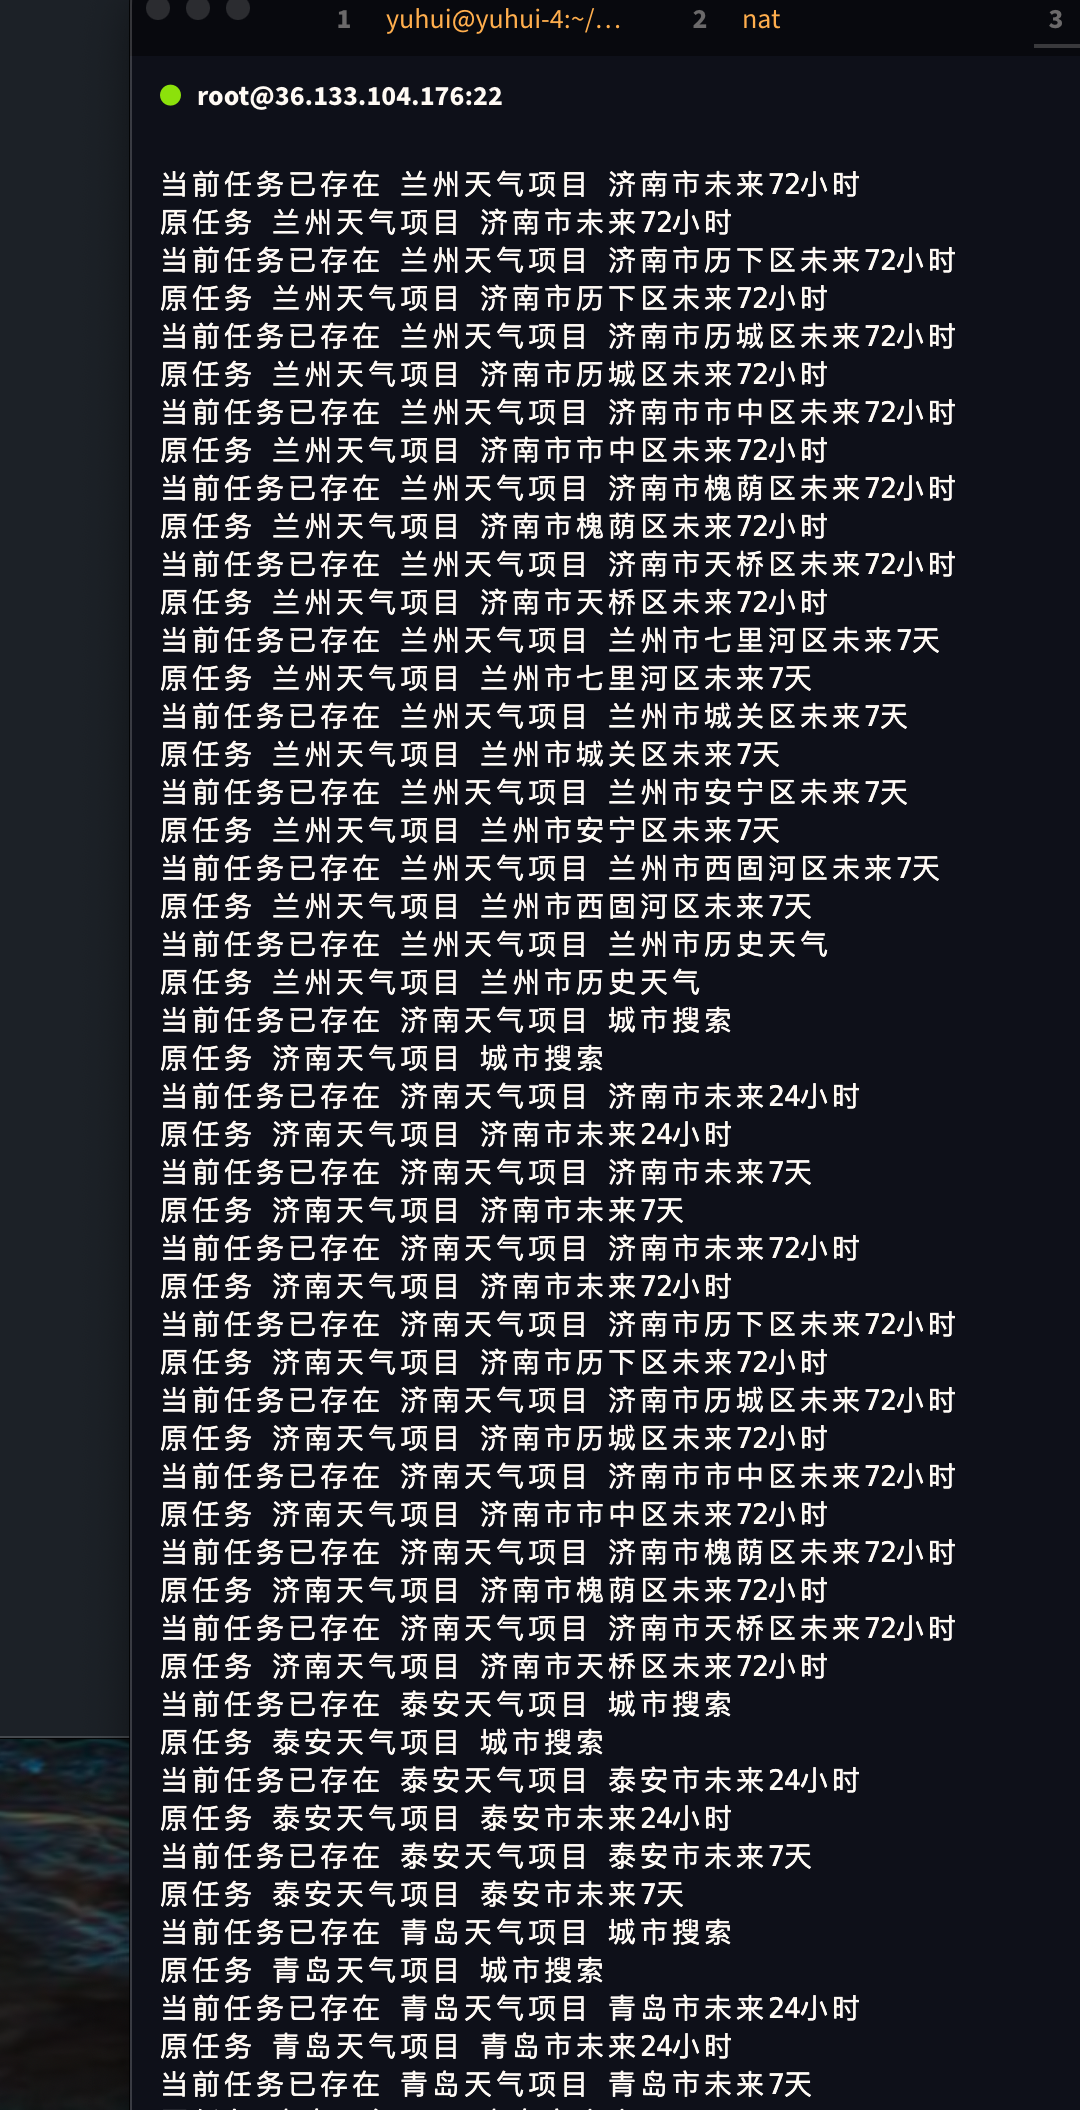 1 yuhui@yuhui-4:~/... 2 nat 3
root@36.133.104.176:22
当前任务已存在 兰州天气项目 济南市未来72小时
原任务 兰州天气项目 济南市未来72小时
当前任务已存在 兰州天气项目 济南市历下区未来72小时
原任务 兰州天气项目 济南市历下区未来72小时
当前任务已存在 兰州天气项目 济南市历城区未来72小时
原任务 兰州天气项目 济南市历城区未来72小时
当前任务已存在 兰州天气项目 济南市市中区未来72小时
原任务 兰州天气项目 济南市市中区未来72小时
当前任务已存在 兰州天气项目 济南市槐荫区未来72小时
原任务 兰州天气项目 济南市槐荫区未来72小时
当前任务已存在 兰州天气项目 济南市天桥区未来72小时
原任务 兰州天气项目 济南市天桥区未来72小时
当前任务已存在 兰州天气项目 兰州市七里河区未来7天
原任务 兰州天气项目 兰州市七里河区未来7天
当前任务已存在 兰州天气项目 兰州市城关区未来7天
原任务 兰州天气项目 兰州市城关区未来7天
当前任务已存在 兰州天气项目 兰州市安宁区未来7天
原任务 兰州天气项目 兰州市安宁区未来7天
当前任务已存在 兰州天气项目 兰州市西固河区未来7天
原任务 兰州天气项目 兰州市西固河区未来7天
当前任务已存在 兰州天气项目 兰州市历史天气
原任务 兰州天气项目 兰州市历史天气
当前任务已存在 济南天气项目 城市搜索
原任务 济南天气项目 城市搜索
当前任务已存在 济南天气项目 济南市未来24小时
原任务 济南天气项目 济南市未来24小时
当前任务已存在 济南天气项目 济南市未来7天
原任务 济南天气项目 济南市未来7天
当前任务已存在 济南天气项目 济南市未来72小时
原任务 济南天气项目 济南市未来72小时
当前任务已存在 济南天气项目 济南市历下区未来72小时
原任务 济南天气项目 济南市历下区未来72小时
当前任务已存在 济南天气项目 济南市历城区未来72小时
原任务 济南天气项目 济南市历城区未来72小时
当前任务已存在 济南天气项目 济南市市中区未来72小时
原任务 济南天气项目 济南市市中区未来72小时
当前任务已存在 济南天气项目 济南市槐荫区未来72小时
原任务 济南天气项目 济南市槐荫区未来72小时
当前任务已存在 济南天气项目 济南市天桥区未来72小时
原任务 济南天气项目 济南市天桥区未来72小时
当前任务已存在 泰安天气项目 城市搜索
原任务 泰安天气项目 城市搜索
当前任务已存在 泰安天气项目 泰安市未来24小时
原任务 泰安天气项目 泰安市未来24小时
当前任务已存在 泰安天气项目 泰安市未来7天
原任务 泰安天气项目 泰安市未来7天
当前任务已存在 青岛天气项目 城市搜索
原任务 青岛天气项目 城市搜索
当前任务已存在 青岛天气项目 青岛市未来24小时
原任务 青岛天气项目 青岛市未来24小时
当前任务已存在 青岛天气项目 青岛市未来7天